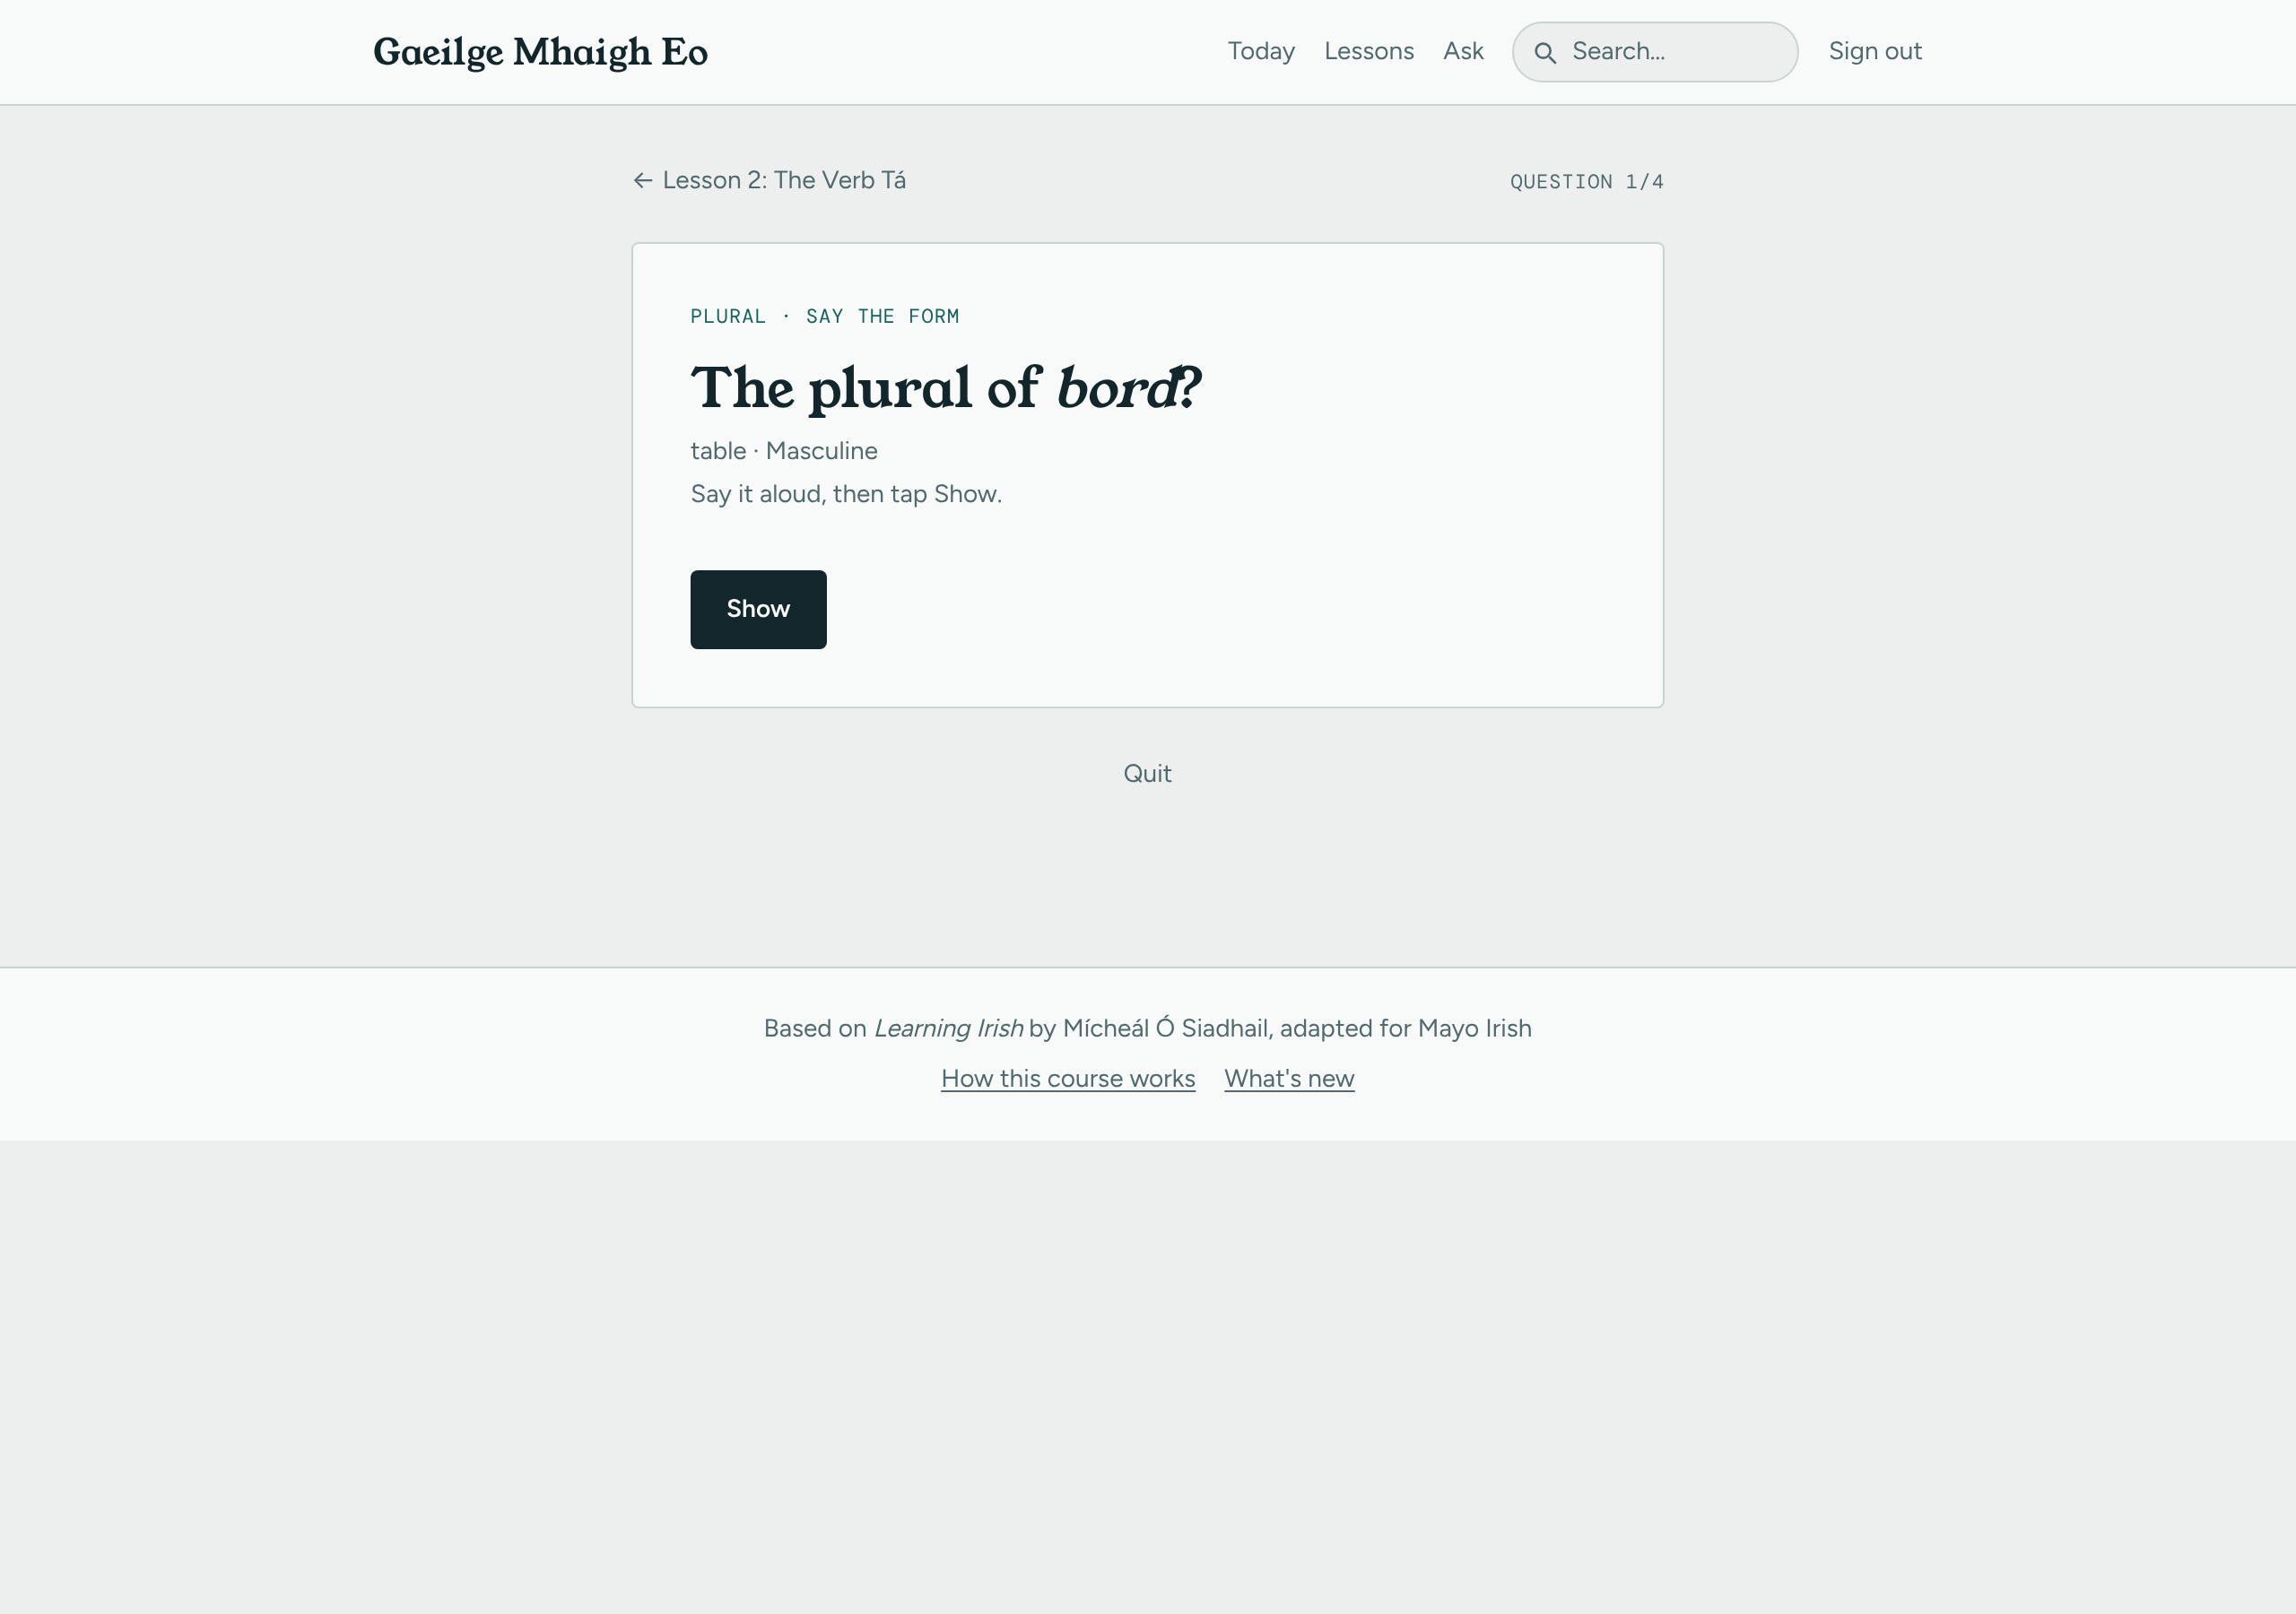 Gaeilge Mhaigh Eo
Today Lessons Ask Search... Sign out
← Lesson 2: The Verb Tá
QUESTION 1/4
PLURAL · SAY THE FORM
The plural of bord?
table · Masculine
Say it aloud, then tap Show.
Show
Quit
Based on Learning Irish by Mícheál Ó Siadhail, adapted for Mayo Irish
How this course works What's new